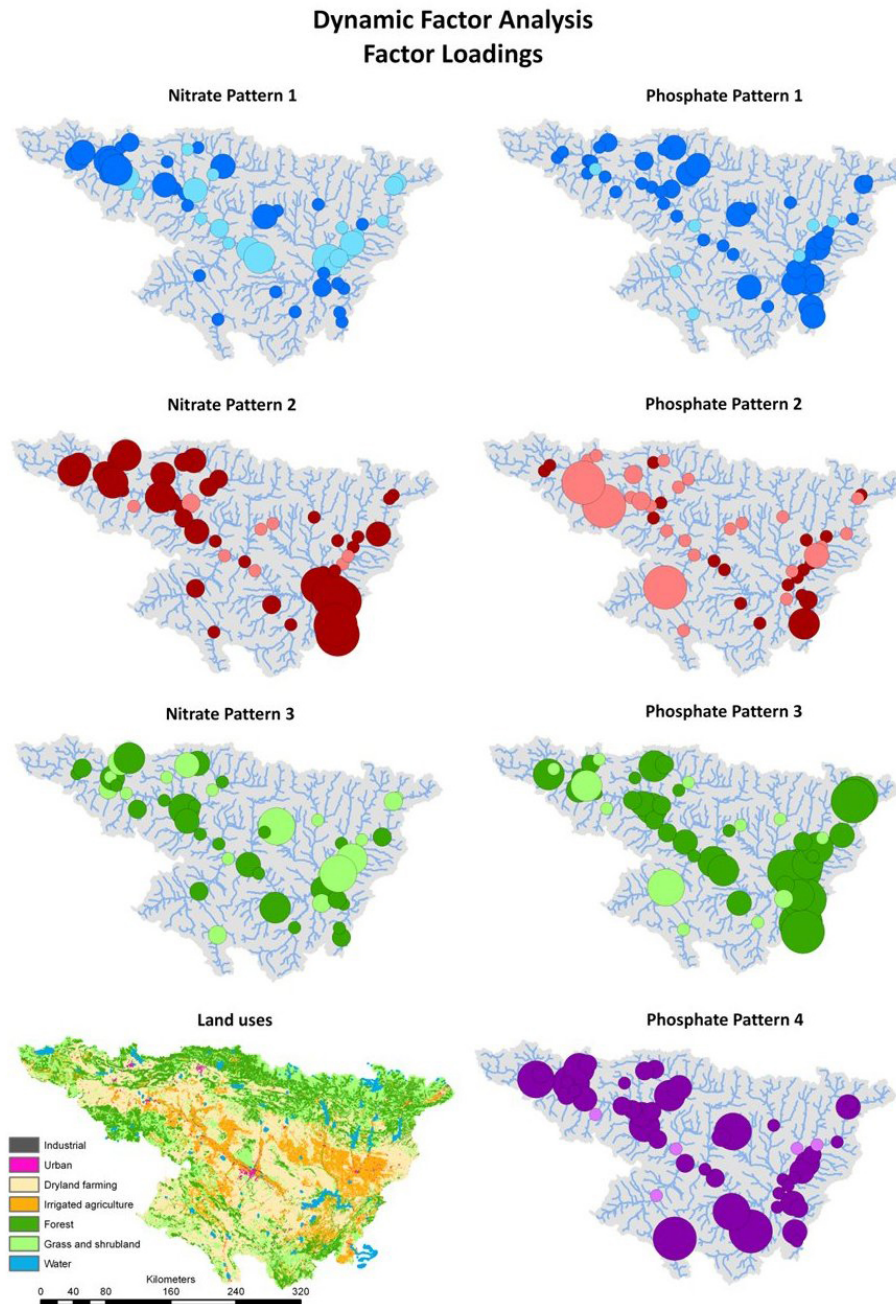 Dynamic Factor Analysis
Factor Loadings
Nitrate Pattern 1
Phosphate Pattern 1
Nitrate Pattern 2
Phosphate Pattern 2
Nitrate Pattern 3
Phosphate Pattern 3
Land uses
Phosphate Pattern 4
Industrial
Urban
Dryland farming
Irrigated agriculture
Forest
Grass and shrubland
Water
Kilometers
0 40 80 160 240 320